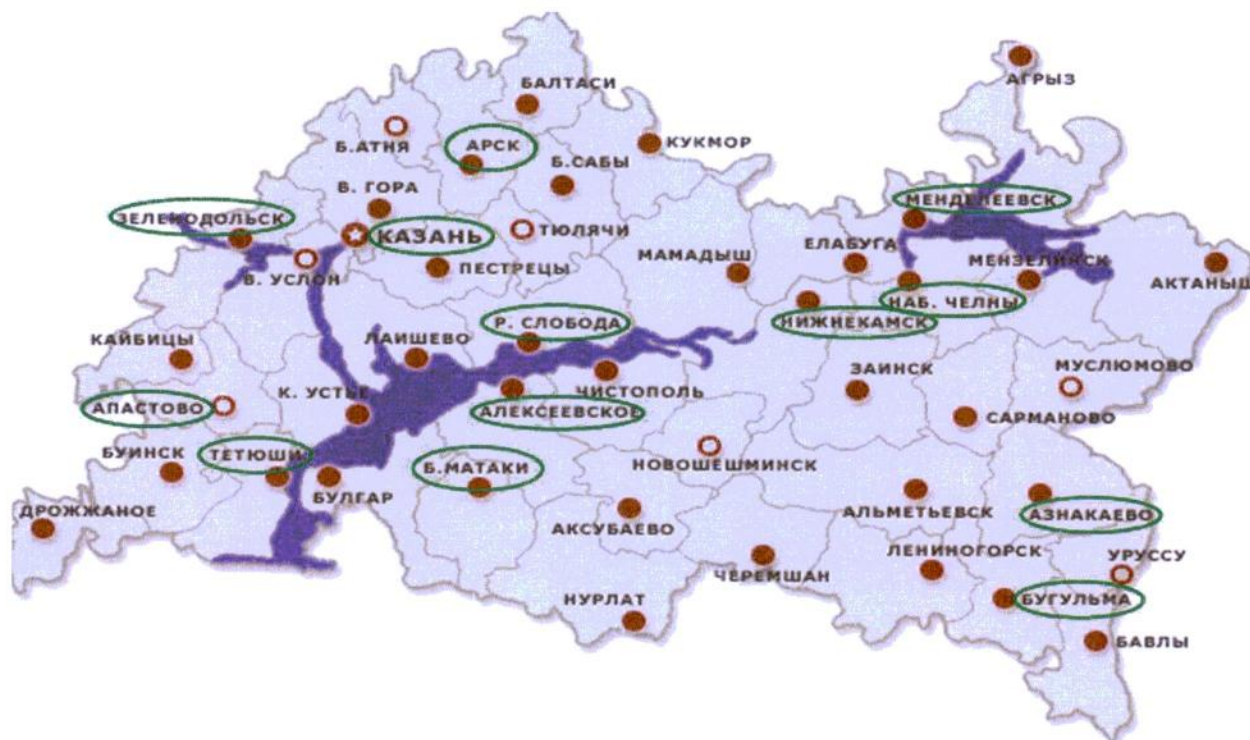 АГРЫЗ
БАЛТАСИ
Б.АТНЯ
АРСК
КУКМОР
Б.САБЫ
В. ГОРА
МЕНДЕЛЕЕВСК
ЗЕЛЕНОДОЛЬСК
КАЗАНЬ
ТЮЛЯЧИ
ЕЛАБУГА
МАМАДЫШ
МЕНЗЕЛИНСК
ПЕСТРЕЦЫ
В. УСЛОН
АКТАНЫШ
НАБ. ЧЕЛНЫ
Р. СЛОБОДА
НИЖНЕКАМСК
КАЙБИЦЫ
ЛАИШЕВО
МУСЛЮМОВО
ЗАИНСК
К. УСТЬЕ
ЧИСТОПОЛЬ
АПАСТОВО
АЛЕКСЕЕВСКОЕ
САРМАНОВО
БУИНСК
ТЕТЮШИ
Б.МАТАКИ
НОВОШЕШМИНСК
БУЛГАР
ДРОЖЖАНОЕ
АКСУБАЕВО
АЛЬМЕТЬЕВСК
АЗНАКАЕВО
ЛЕНИНОГОРСК
УРУССУ
ЧЕРЕМШАН
НУРЛАТ
БУГУЛЬМА
БАВЛЫ